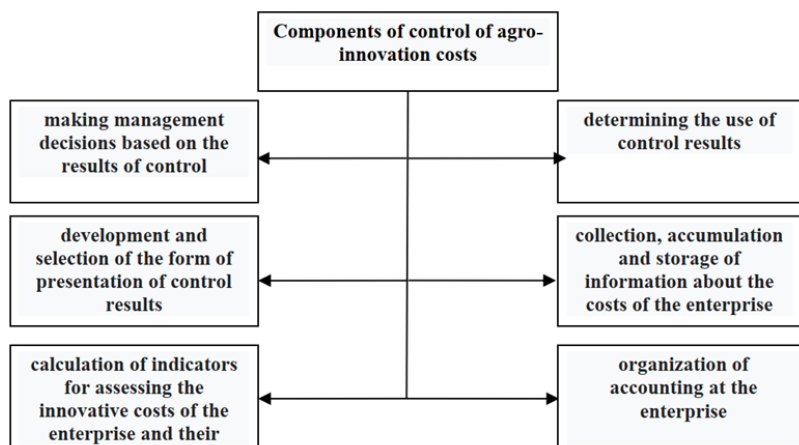 Components of control of agro-
innovation costs
making management
decisions based on the
results of control
determining the use of
control results
development and
selection of the form of
presentation of control
results
collection, accumulation
and storage of
information about the
costs of the enterprise
calculation of indicators
for assessing the
innovative costs of the
enterprise and their
organization of
accounting at the
enterprise